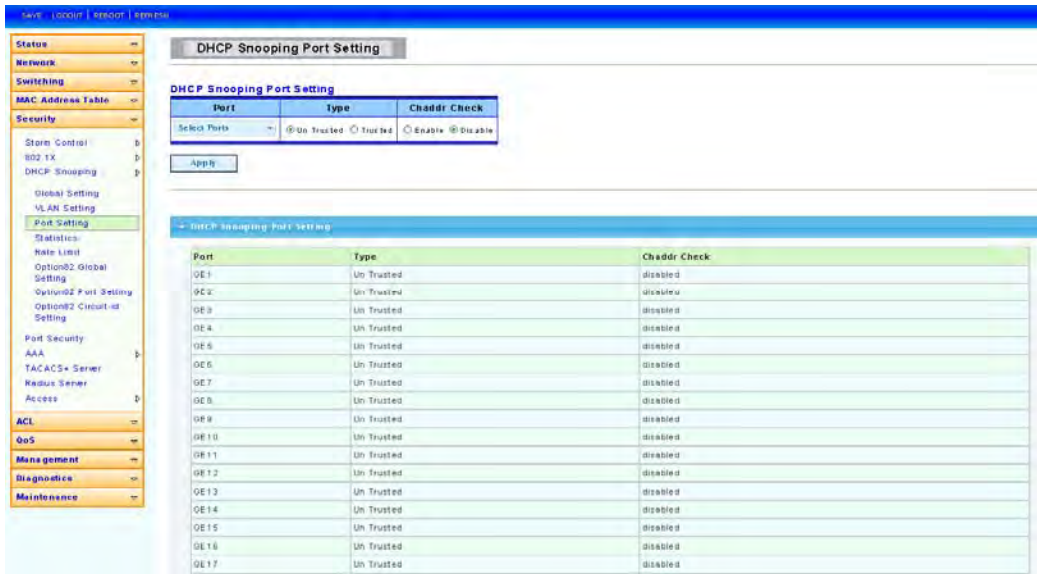 SAVE | LOGOUT | REBOOT | REFRESH
Status
Network
Switching
MAC Address Table
Security
Storm Control
802.1X
DHCP Snooping
Global Setting
VLAN Setting
Port Setting
Statistics
Rate Limit
Option82 Global
Setting
Option82 Port Setting
Option82 Circuit-id
Setting
Port Security
AAA
TACACS+ Server
Radius Server
Access
ACL
QoS
Management
Diagnostics
Maintenance
DHCP Snooping Port Setting
DHCP Snooping Port Setting
Port Type Chaddr Check
Select Ports Un Trusted Trusted Enable Disable
Apply
DHCP Snooping Port Setting
Port Type Chaddr Check
GE1 Un Trusted disabled
GE2 Un Trusted disabled
GE3 Un Trusted disabled
GE4 Un Trusted disabled
GE5 Un Trusted disabled
GE6 Un Trusted disabled
GE7 Un Trusted disabled
GE8 Un Trusted disabled
GE9 Un Trusted disabled
GE10 Un Trusted disabled
GE11 Un Trusted disabled
GE12 Un Trusted disabled
GE13 Un Trusted disabled
GE14 Un Trusted disabled
GE15 Un Trusted disabled
GE16 Un Trusted disabled
GE17 Un Trusted disabled